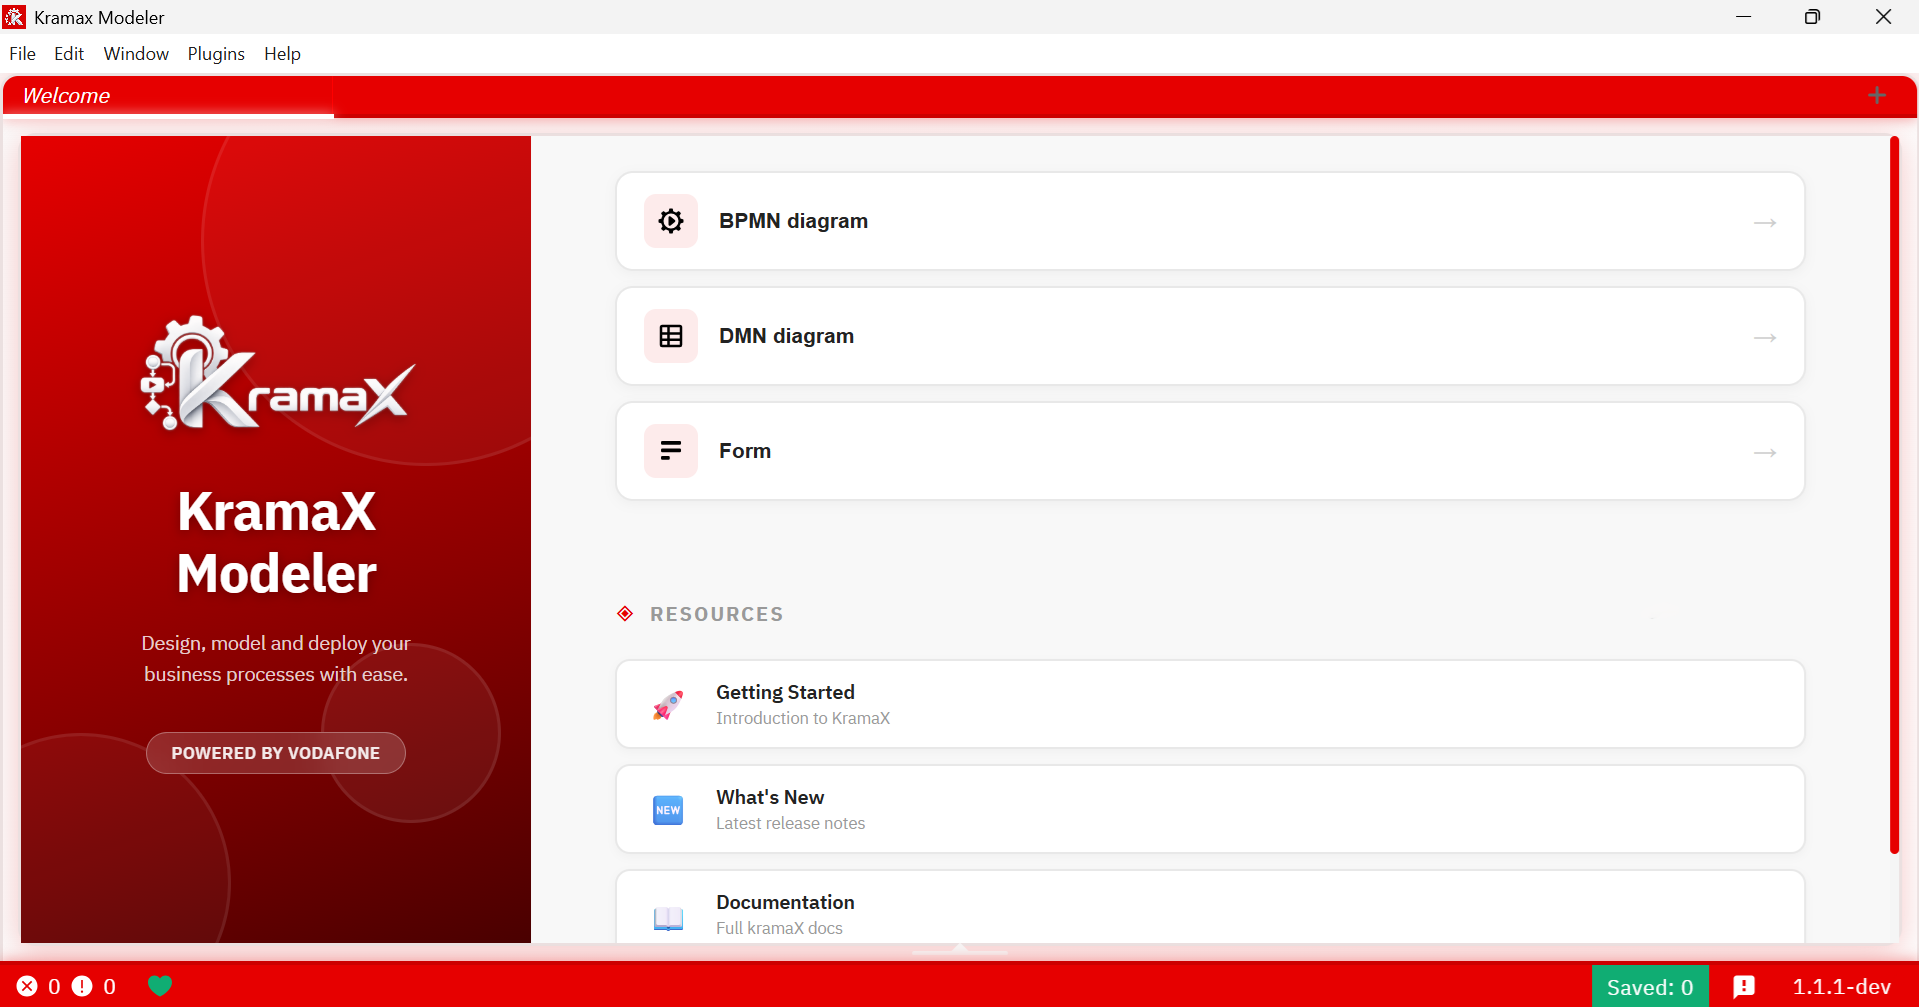 Kramax Modeler
File Edit Window Plugins Help
Welcome
KramaX
KramaX
Modeler
Design, model and deploy your
business processes with ease.
POWERED BY VODAFONE
BPMN diagram
DMN diagram
Form
RESOURCES
Getting Started
Introduction to KramaX
NEW
What's New
Latest release notes
Documentation
Full kramaX docs
0 0
Saved: 0
1.1.1-dev